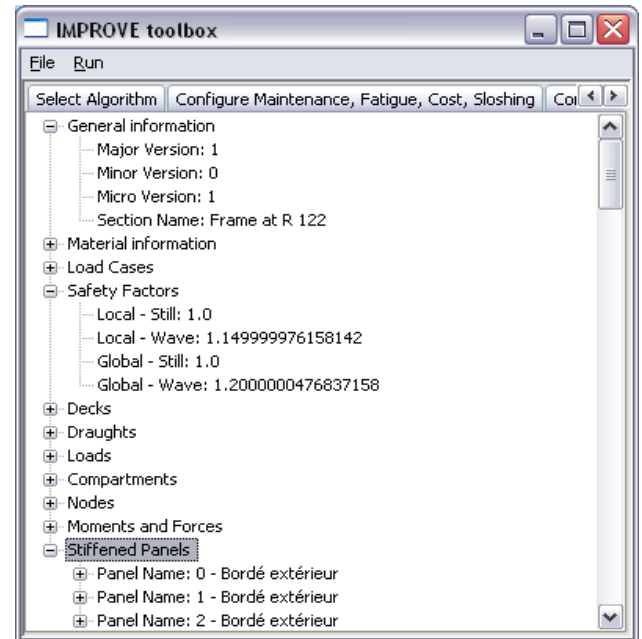 IMPROVE toolbox
File Run
Select Algorithm Configure Maintenance, Fatigue, Cost, Sloshing Co
General information
Major Version: 1
Minor Version: 0
Micro Version: 1
Section Name: Frame at R 122
Material information
Load Cases
Safety Factors
Local - Still: 1.0
Local - Wave: 1.149999976158142
Global - Still: 1.0
Global - Wave: 1.2000000476837158
Decks
Draughts
Loads
Compartments
Nodes
Moments and Forces
Stiffened Panels
Panel Name: 0 - Bordé extérieur
Panel Name: 1 - Bordé extérieur
Panel Name: 2 - Bordé extérieur